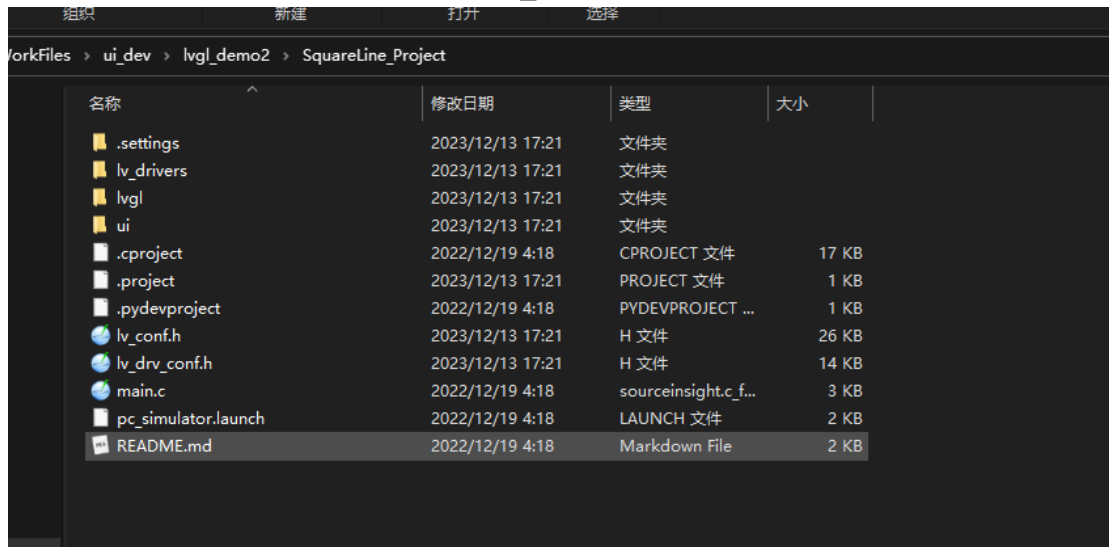 组织 新建 打开 选择
/orkFiles › ui_dev › lvgl_demo2 › SquareLine_Project
名称 修改日期 类型 大小
.settings 2023/12/13 17:21 文件夹
lv_drivers 2023/12/13 17:21 文件夹
lvgl 2023/12/13 17:21 文件夹
ui 2023/12/13 17:21 文件夹
.cproject 2022/12/19 4:18 CPROJECT 文件 17 KB
.project 2023/12/13 17:21 PROJECT 文件 1 KB
.pydevproject 2022/12/19 4:18 PYDEVPROJECT ... 1 KB
lv_conf.h 2023/12/13 17:21 H 文件 26 KB
lv_drv_conf.h 2023/12/13 17:21 H 文件 14 KB
main.c 2022/12/19 4:18 sourceinsight.c_f... 3 KB
pc_simulator.launch 2022/12/19 4:18 LAUNCH 文件 2 KB
README.md 2022/12/19 4:18 Markdown File 2 KB